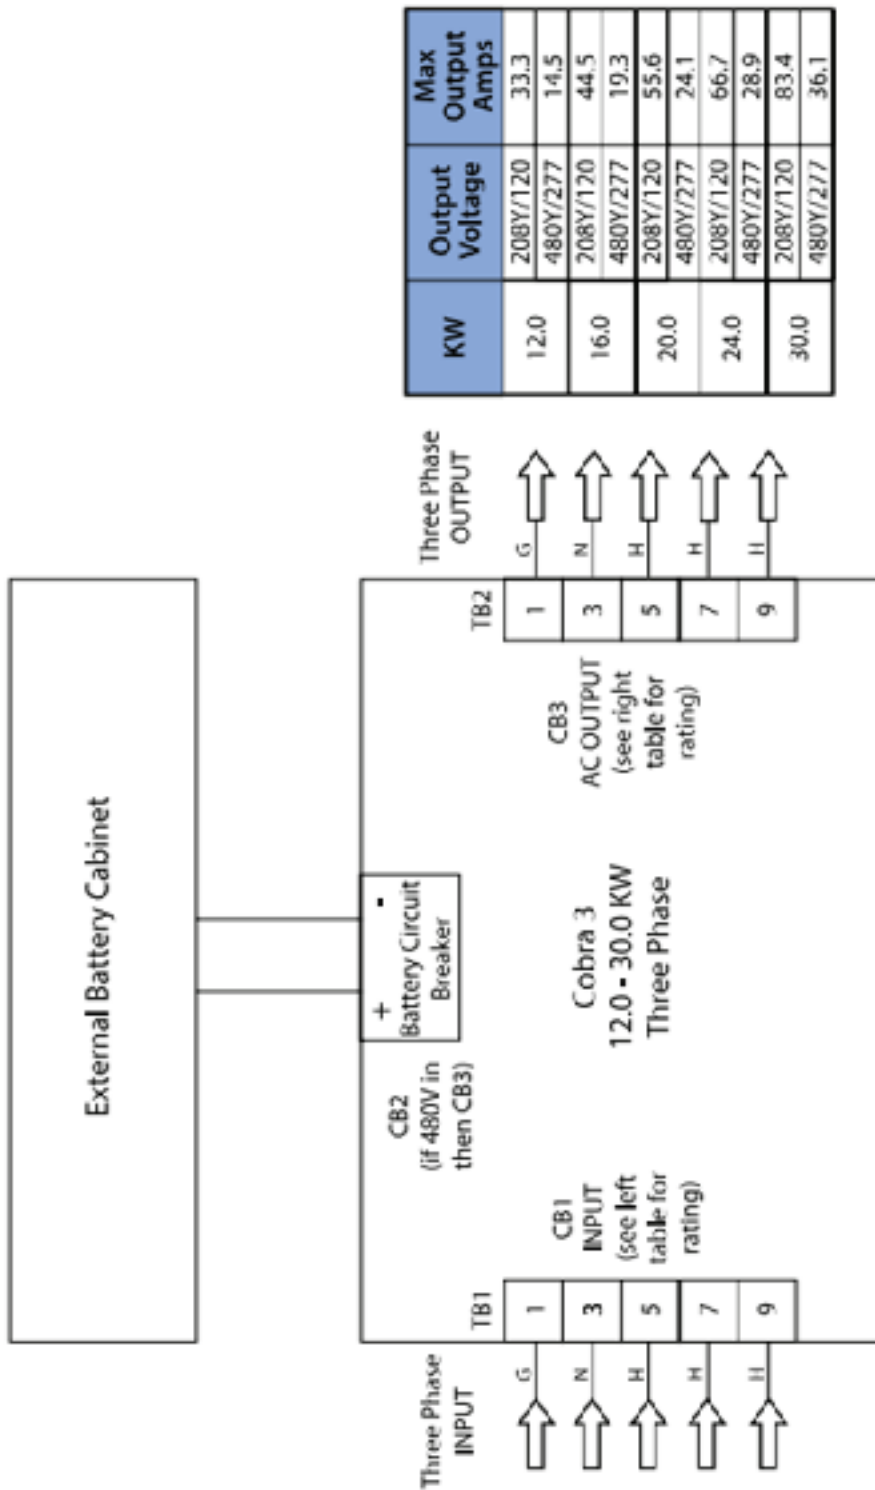 External Battery Cabinet
Three Phase
INPUT
TB1
G
N
H
H
H
1
3
5
7
9
CB1
INPUT
(see left
table for
rating)
CB2
(if 480V in
then CB3)
+ -
Battery Circuit
Breaker
Cobra 3
12.0 - 30.0 KW
Three Phase
CB3
AC OUTPUT
(see right
table for
rating)
TB2
1
3
5
7
9
G
N
H
H
H
Three Phase
OUTPUT
KW
Output
Voltage
Max
Output
Amps
12.0
208Y/120 33.3
480Y/277 14.5
16.0
208Y/120 44.5
480Y/277 19.3
20.0
208Y/120 55.6
480Y/277 24.1
24.0
208Y/120 66.7
480Y/277 28.9
30.0
208Y/120 83.4
480Y/277 36.1